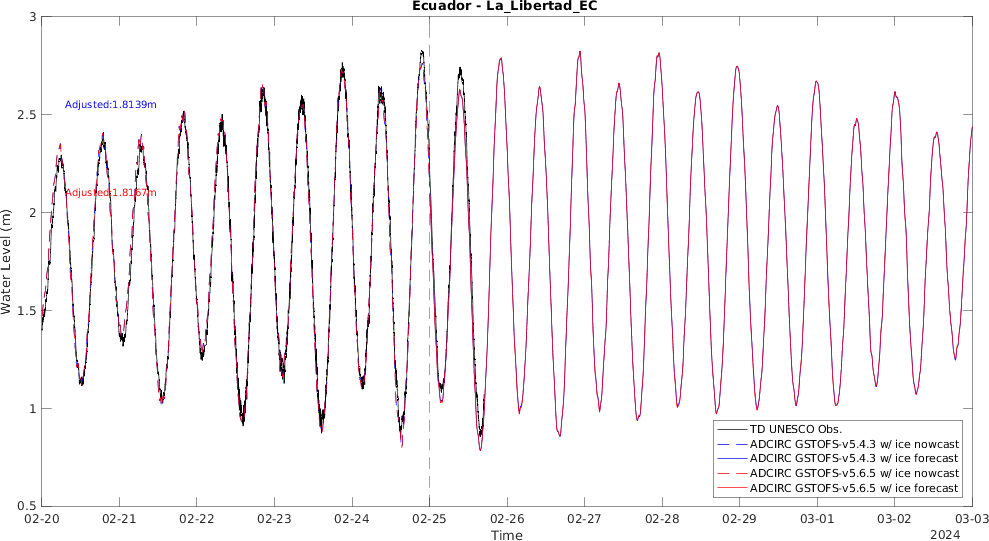 Ecuador - La_Libertad_EC
3
2.5
2
1.5
1
0.5
Water Level (m)
Adjusted:1.8139m
Adjusted:1.8167m
TD UNESCO Obs.
ADCIRC GSTOFS-v5.4.3 w/ ice nowcast
ADCIRC GSTOFS-v5.4.3 w/ ice forecast
ADCIRC GSTOFS-v5.6.5 w/ ice nowcast
ADCIRC GSTOFS-v5.6.5 w/ ice forecast
02-20 02-21 02-22 02-23 02-24 02-25 02-26 02-27 02-28 02-29 03-01 03-02 03-03
Time
2024